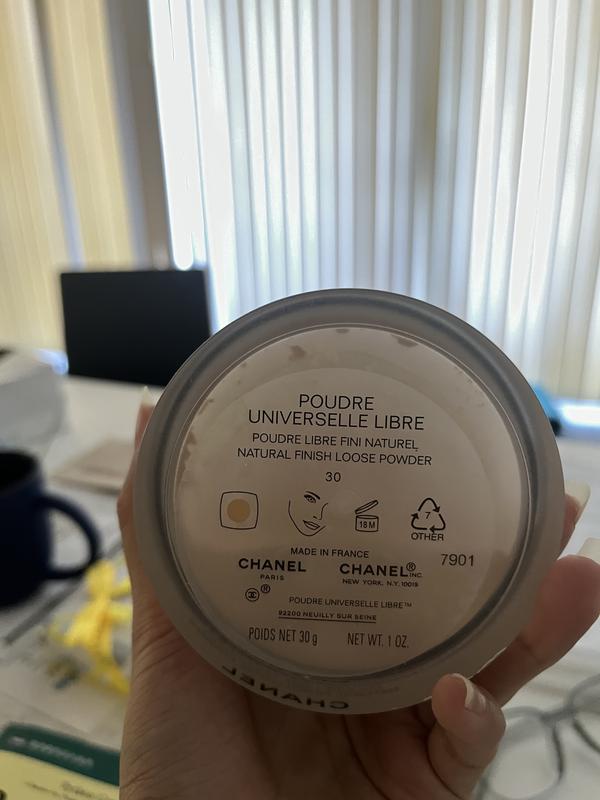 POUDRE
UNIVERSELLE LIBRE
POUDRE LIBRE FINI NATUREL
NATURAL FINISH LOOSE POWDER
30
18 M
7
OTHER
MADE IN FRANCE
7901
CHANEL
PARIS
CHANEL® INC.
NEW YORK, N.Y. 10019
®
POUDRE UNIVERSELLE LIBRE™
92200 NEUILLY SUR SEINE
POIDS NET 30 g NET WT. 1 OZ.
CHANEL